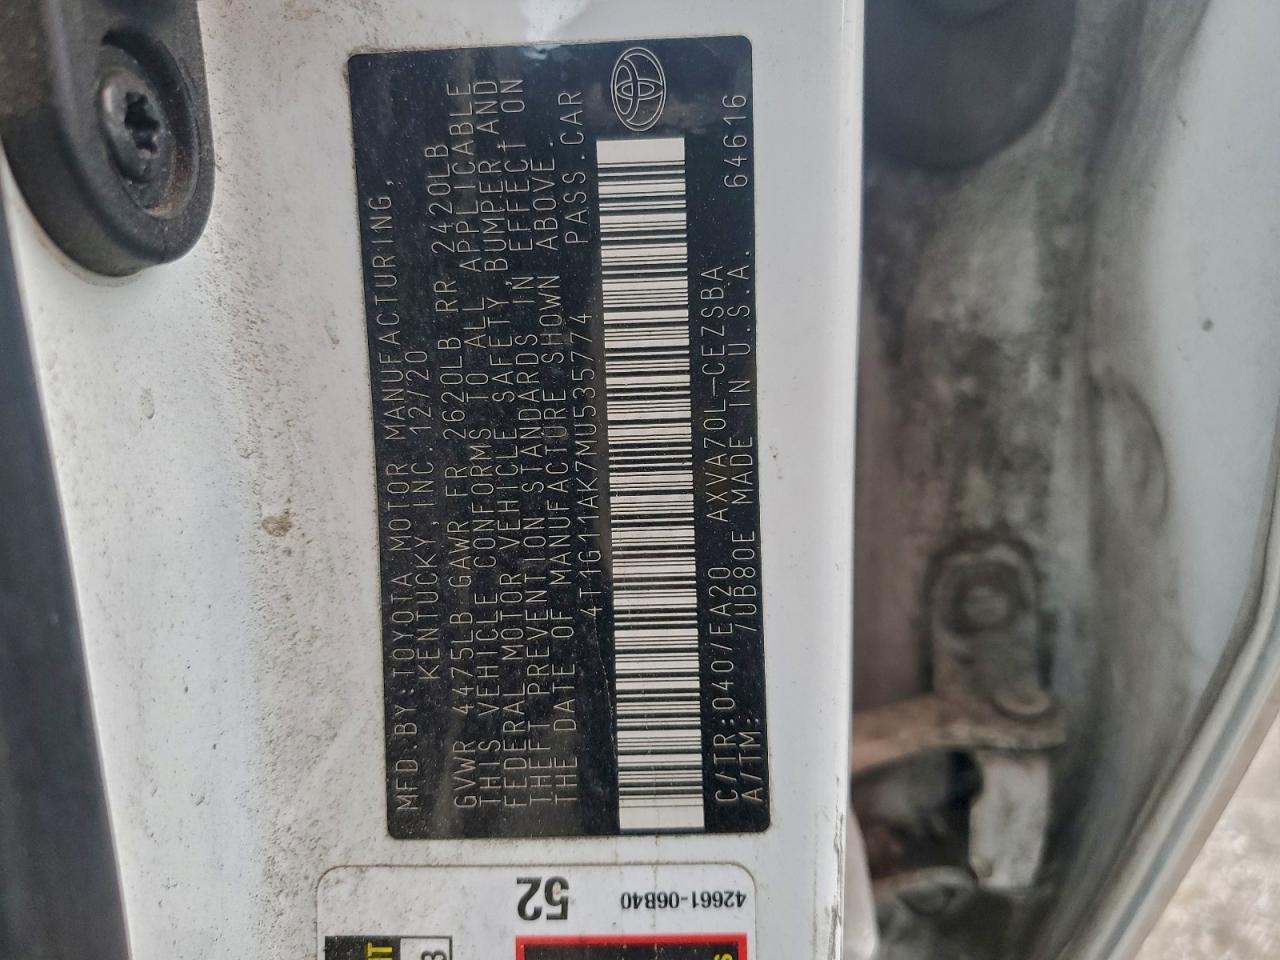 MFD.BY:TOYOTA MOTOR MANUFACTURING,
KENTUCKY, INC. 12/20
GVWR 4475LB GAWR FR 2620LB RR 2420LB
THIS VEHICLE CONFORMS TO ALL APPLICABLE
FEDERAL MOTOR VEHICLE SAFETY,BUMPER,AND
THEFT PREVENTION STANDARDS IN EFFECT ON
THE DATE OF MANUFACTURE SHOWN ABOVE.
4T1G11AK7MU535774 PASS.CAR
C/TR:040 /EA20 AXVA70L-CEZSBA
A/TM: /UB80E MADE IN U.S.A. 64616
52
42661-06B40